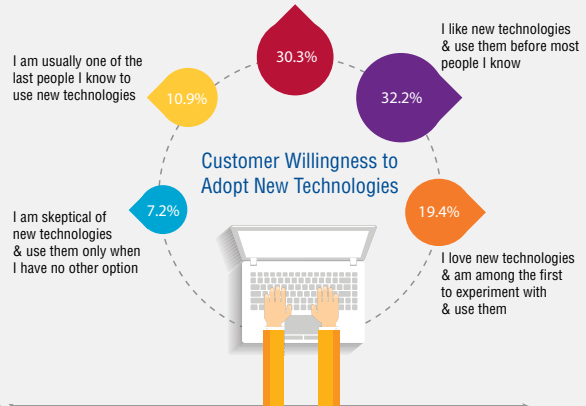 I am usually one of the
last people I know to
use new technologies
10.9%
30.3%
I like new technologies
& use them before most
people I know
32.2%
Customer Willingness to
Adopt New Technologies
7.2%
I am skeptical of
new technologies
& use them only when
I have no other option
19.4%
I love new technologies
& am among the first
to experiment with
& use them